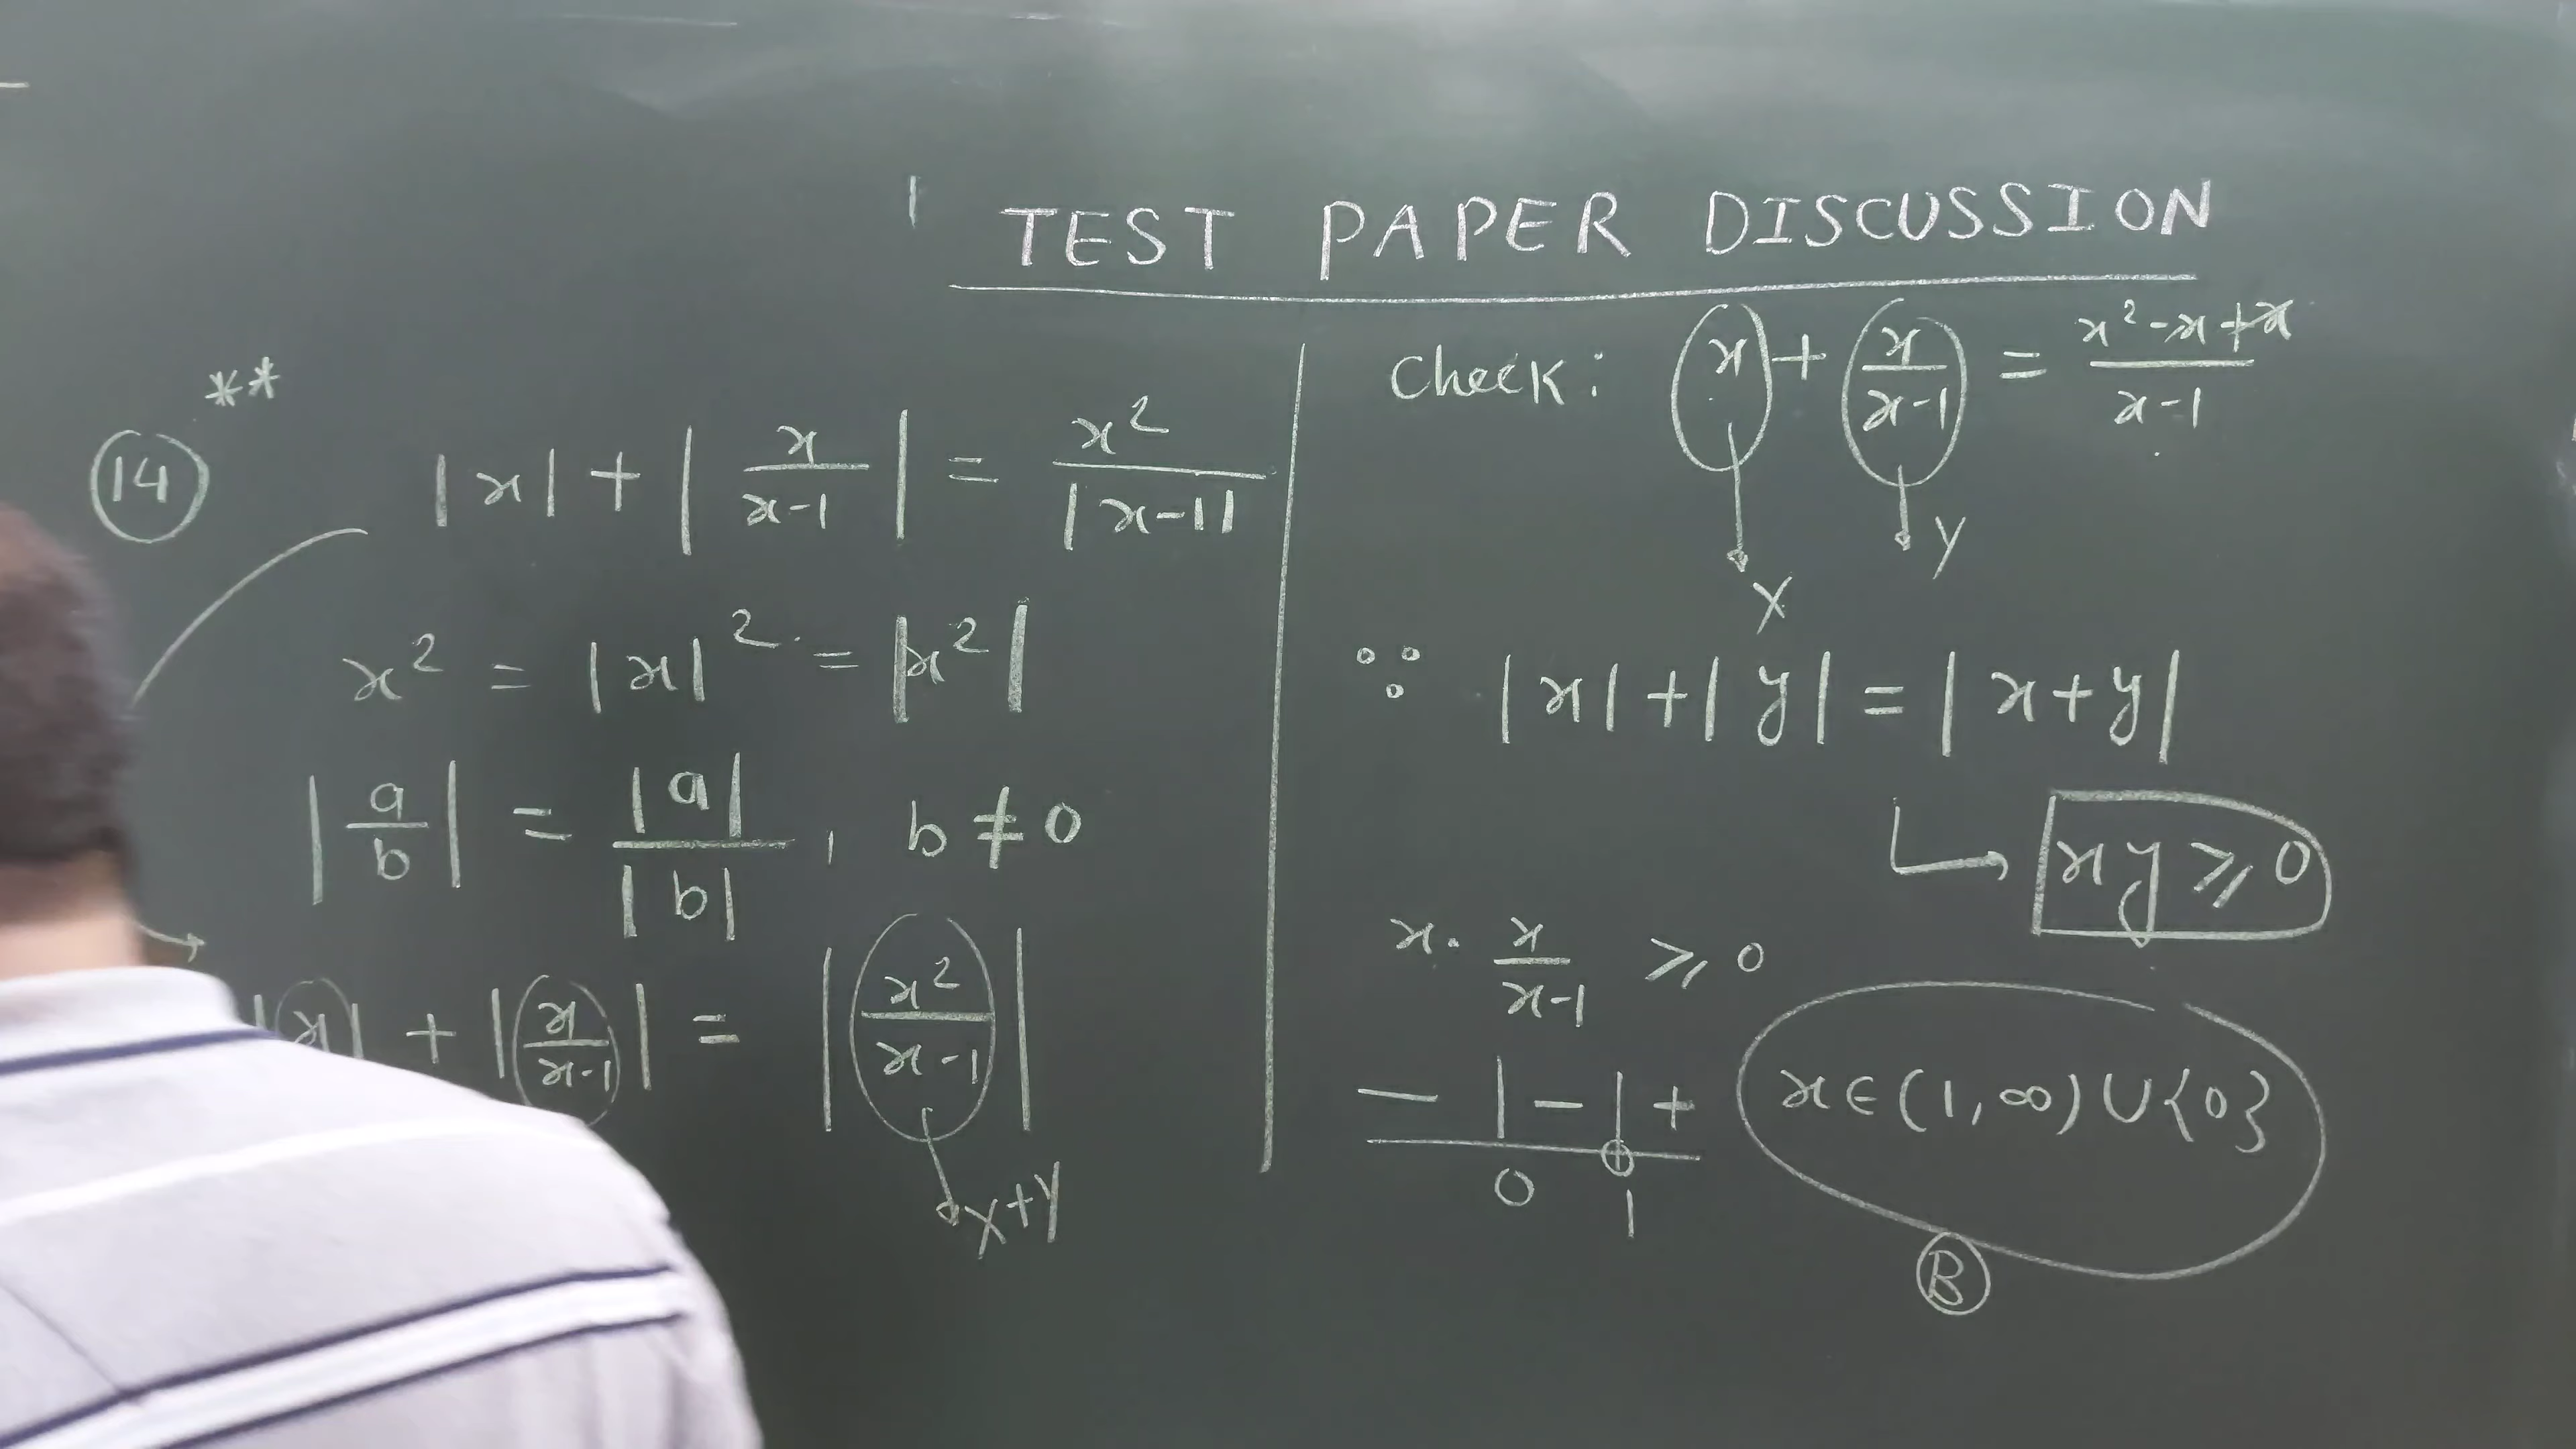 TEST PAPER DISCUSSION
**
(14) |x| + |x/(x-1)| = x²/|x-1|
x² = |x|² = |x²|
|a/b| = |a|/|b| , b ≠ 0
|x| + |x/(x-1)| = |x²/(x-1)|
X+Y
Check: x + x/(x-1) = (x²-x+x)/(x-1)
X Y
∵ |x| + |y| = |x+y|
xy ≥ 0
x · x/(x-1) ≥ 0
- | - | +
0 1
x ∈ (1, ∞) ∪ {0}
(B)